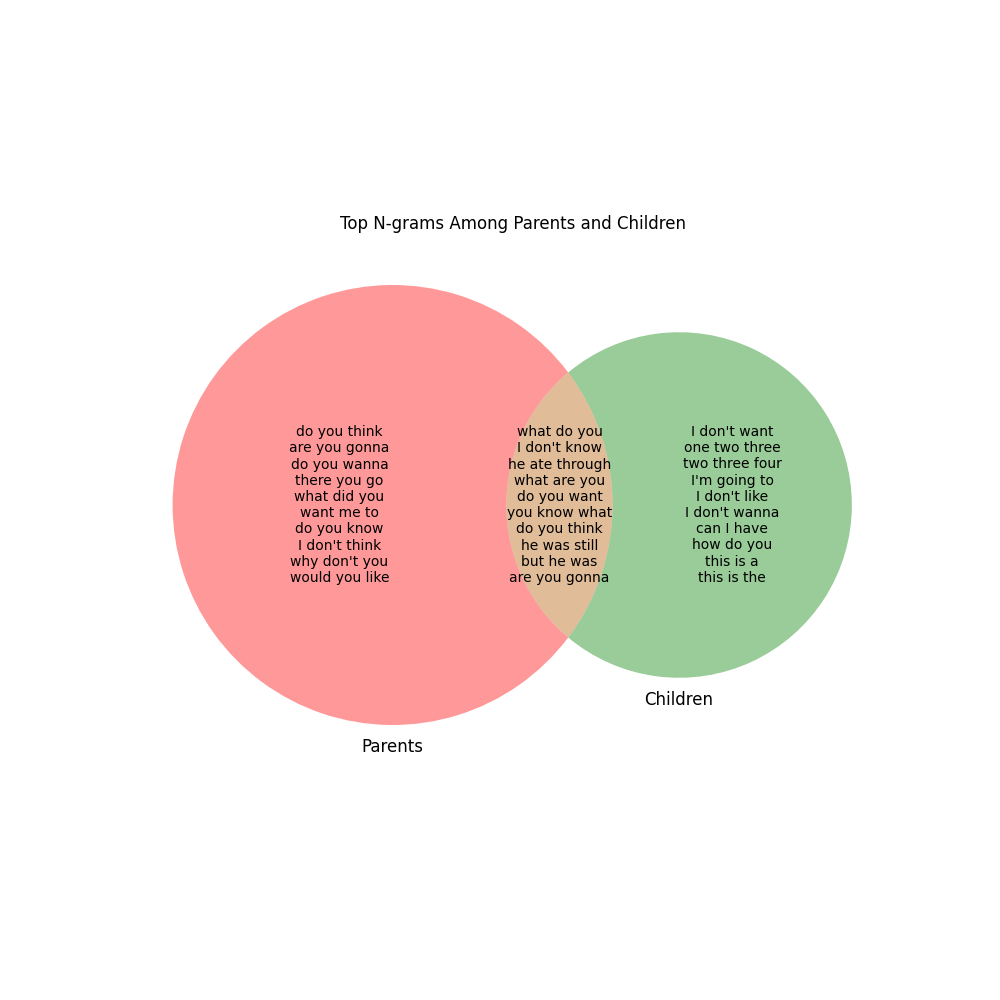 Top N-grams Among Parents and Children
do you think
are you gonna
do you wanna
there you go
what did you
want me to
do you know
I don't think
why don't you
would you like
what do you
I don't know
he ate through
what are you
do you want
you know what
do you think
he was still
but he was
are you gonna
I don't want
one two three
two three four
I'm going to
I don't like
I don't wanna
can I have
how do you
this is a
this is the
Children
Parents